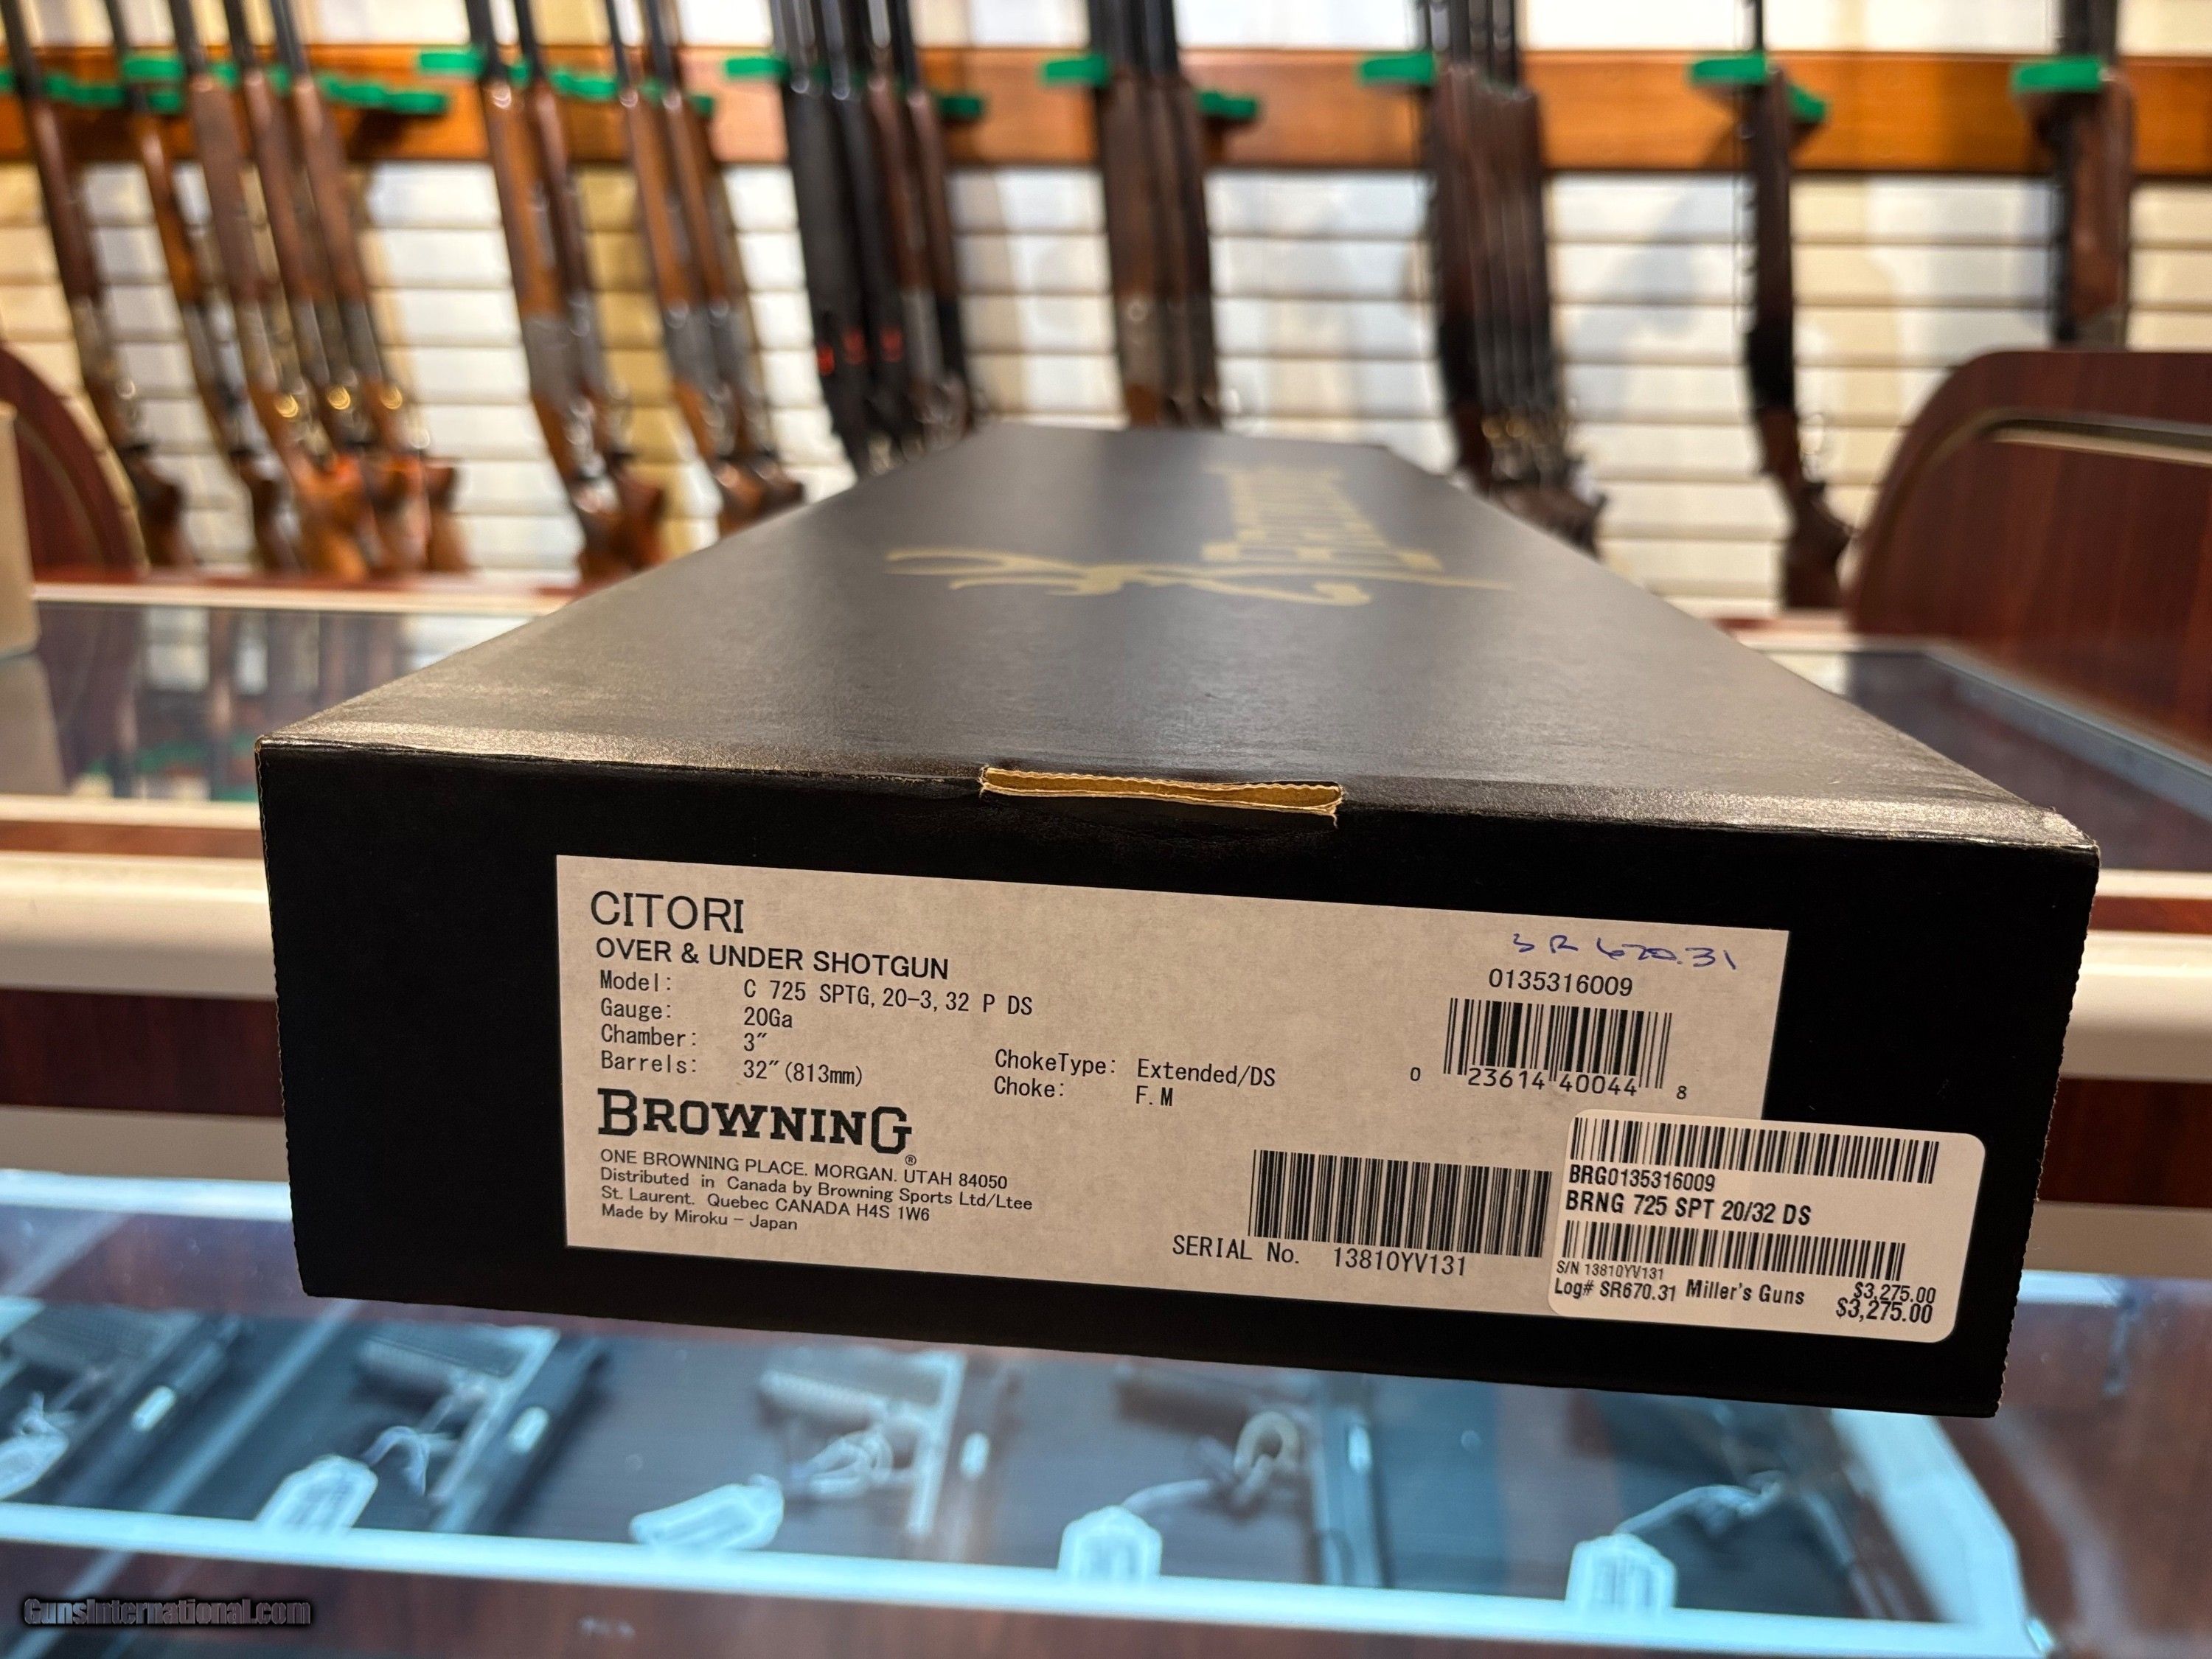 BROWNING
CITORI
OVER & UNDER SHOTGUN
Model: C 725 SPTG, 20-3, 32 P DS
Gauge: 20Ga
Chamber: 3"
Barrels: 32"(813mm)
ChokeType: Extended/DS
Choke: F.M
BROWNING®
ONE BROWNING PLACE. MORGAN. UTAH 84050
Distributed in Canada by Browning Sports Ltd/Ltee
St. Laurent. Quebec CANADA H4S 1W6
Made by Miroku - Japan
SR 670.31
0135316009
0 23614 40044 8
SERIAL No. 13810YV131
BRG0135316009
BRNG 725 SPT 20/32 DS
S/N 13810YV131
$3,275.00
Log# SR670.31 Miller's Guns $3,275.00
GunsInternational.com